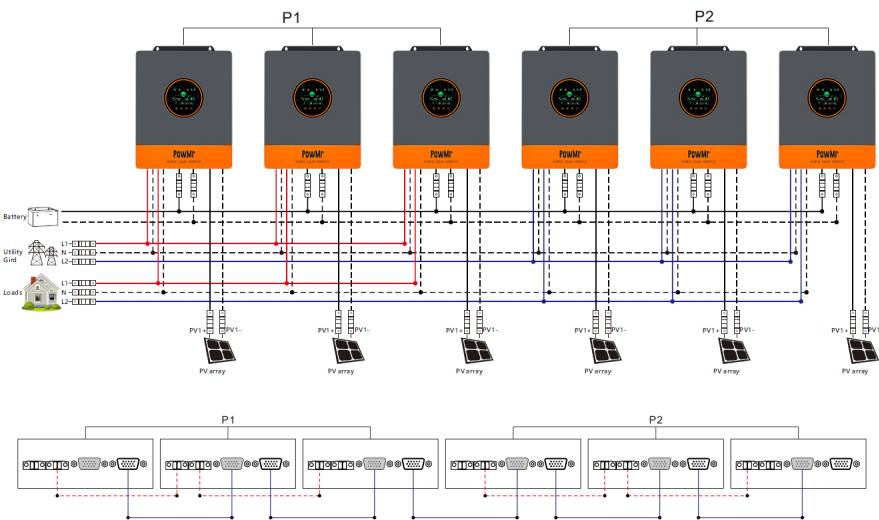 P1
P2
PowMr
PowMr
PowMr
PowMr
PowMr
PowMr
Battery
Utility
Gird
L1
N
L2
Loads
L1
N
L2
PV1+ PV1-
PV1+ PV1-
PV1+ PV1-
PV1+ PV1-
PV1+ PV1-
PV1+ PV1-
PV array
PV array
PV array
PV array
PV array
PV array
P1
P2